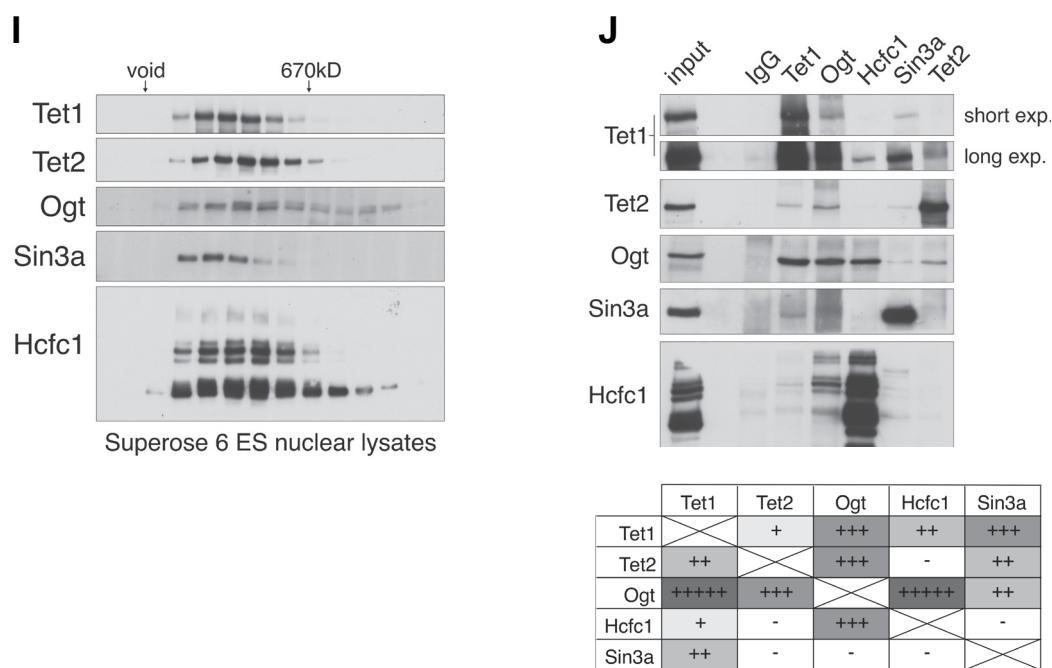 I
void 670kD
Tet1
Tet2
Ogt
Sin3a
Hcfc1
Superose 6 ES nuclear lysates
J
input IgG Tet1 Ogt Hcfc1 Sin3a Tet2
short exp.
Tet1
long exp.
Tet2
Ogt
Sin3a
Hcfc1
Tet1 Tet2 Ogt Hcfc1 Sin3a
Tet1 + +++ ++ +++
Tet2 ++ +++ - ++
Ogt +++++ +++ +++++ ++
Hcfc1 + - +++ -
Sin3a ++ - - -